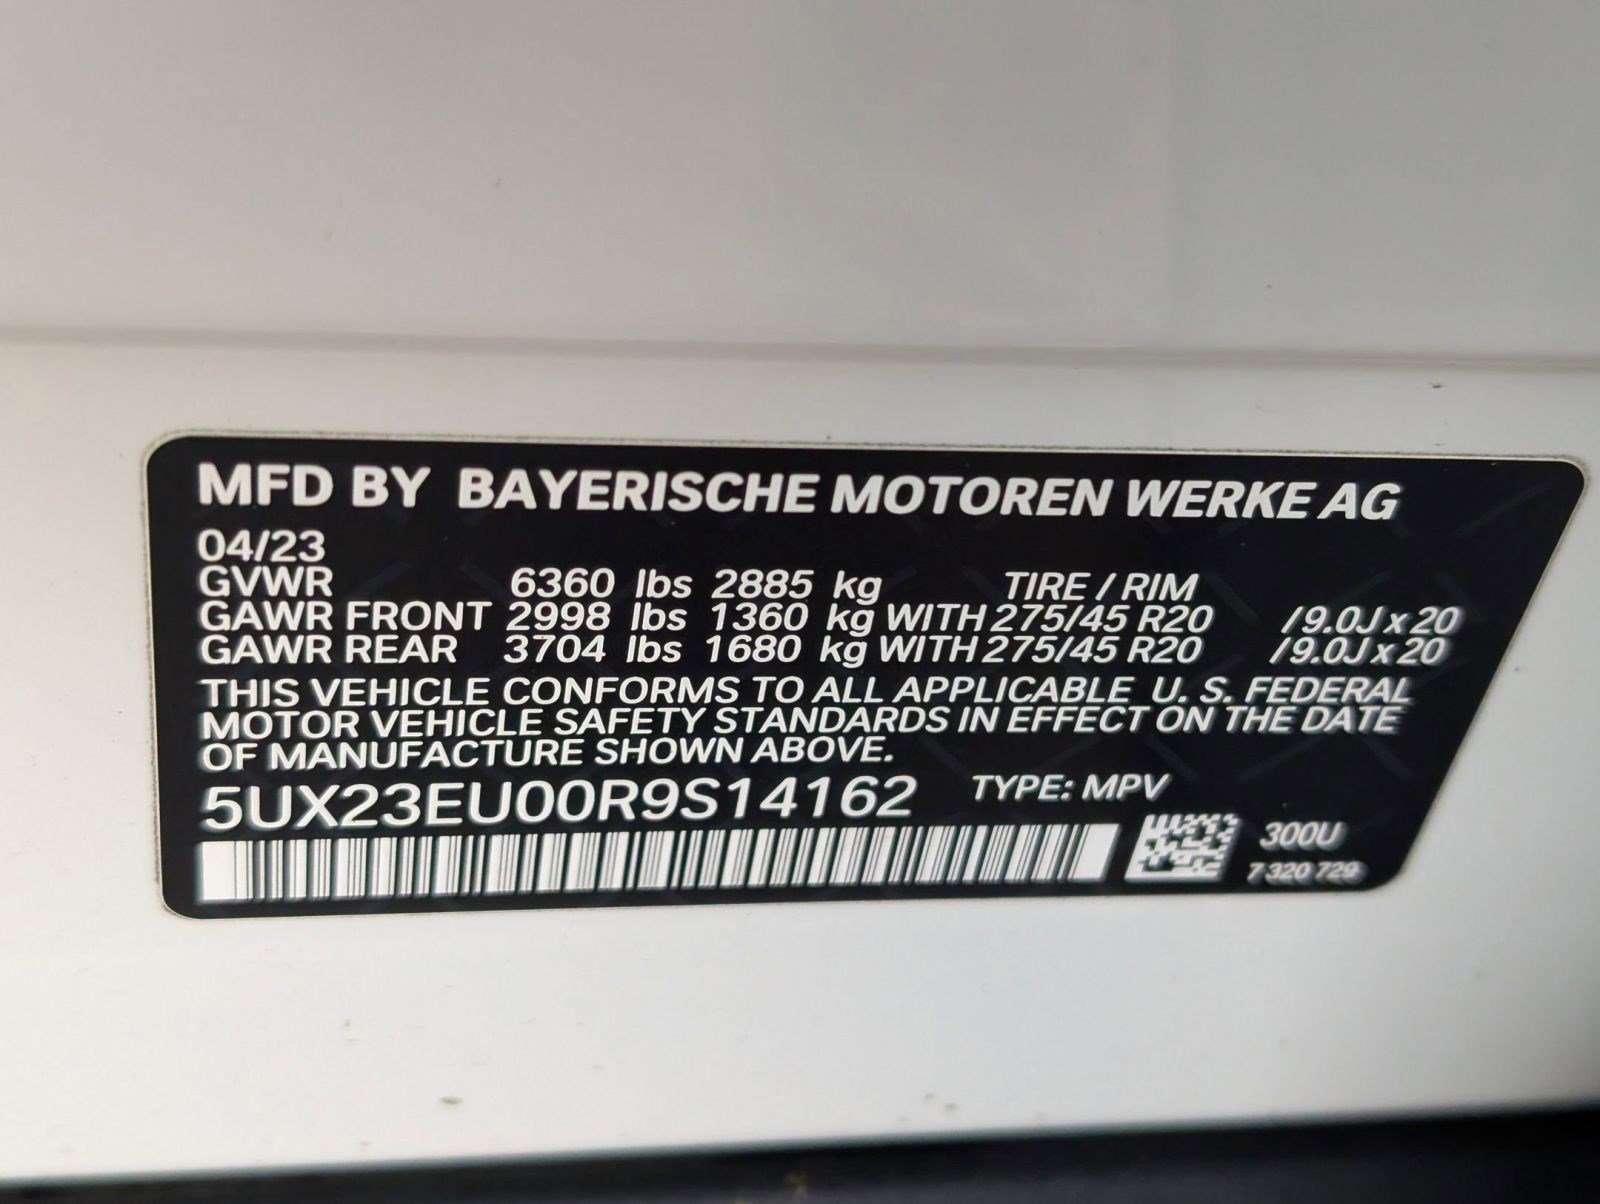 MFD BY BAYERISCHE MOTOREN WERKE AG
04/23
GVWR 6360 lbs 2885 kg TIRE / RIM
GAWR FRONT 2998 lbs 1360 kg WITH 275/45 R20 /9.0J x 20
GAWR REAR 3704 lbs 1680 kg WITH 275/45 R20 /9.0J x 20
THIS VEHICLE CONFORMS TO ALL APPLICABLE U. S. FEDERAL
MOTOR VEHICLE SAFETY STANDARDS IN EFFECT ON THE DATE
OF MANUFACTURE SHOWN ABOVE.
5UX23EU00R9S14162 TYPE: MPV
300U
7 320 729